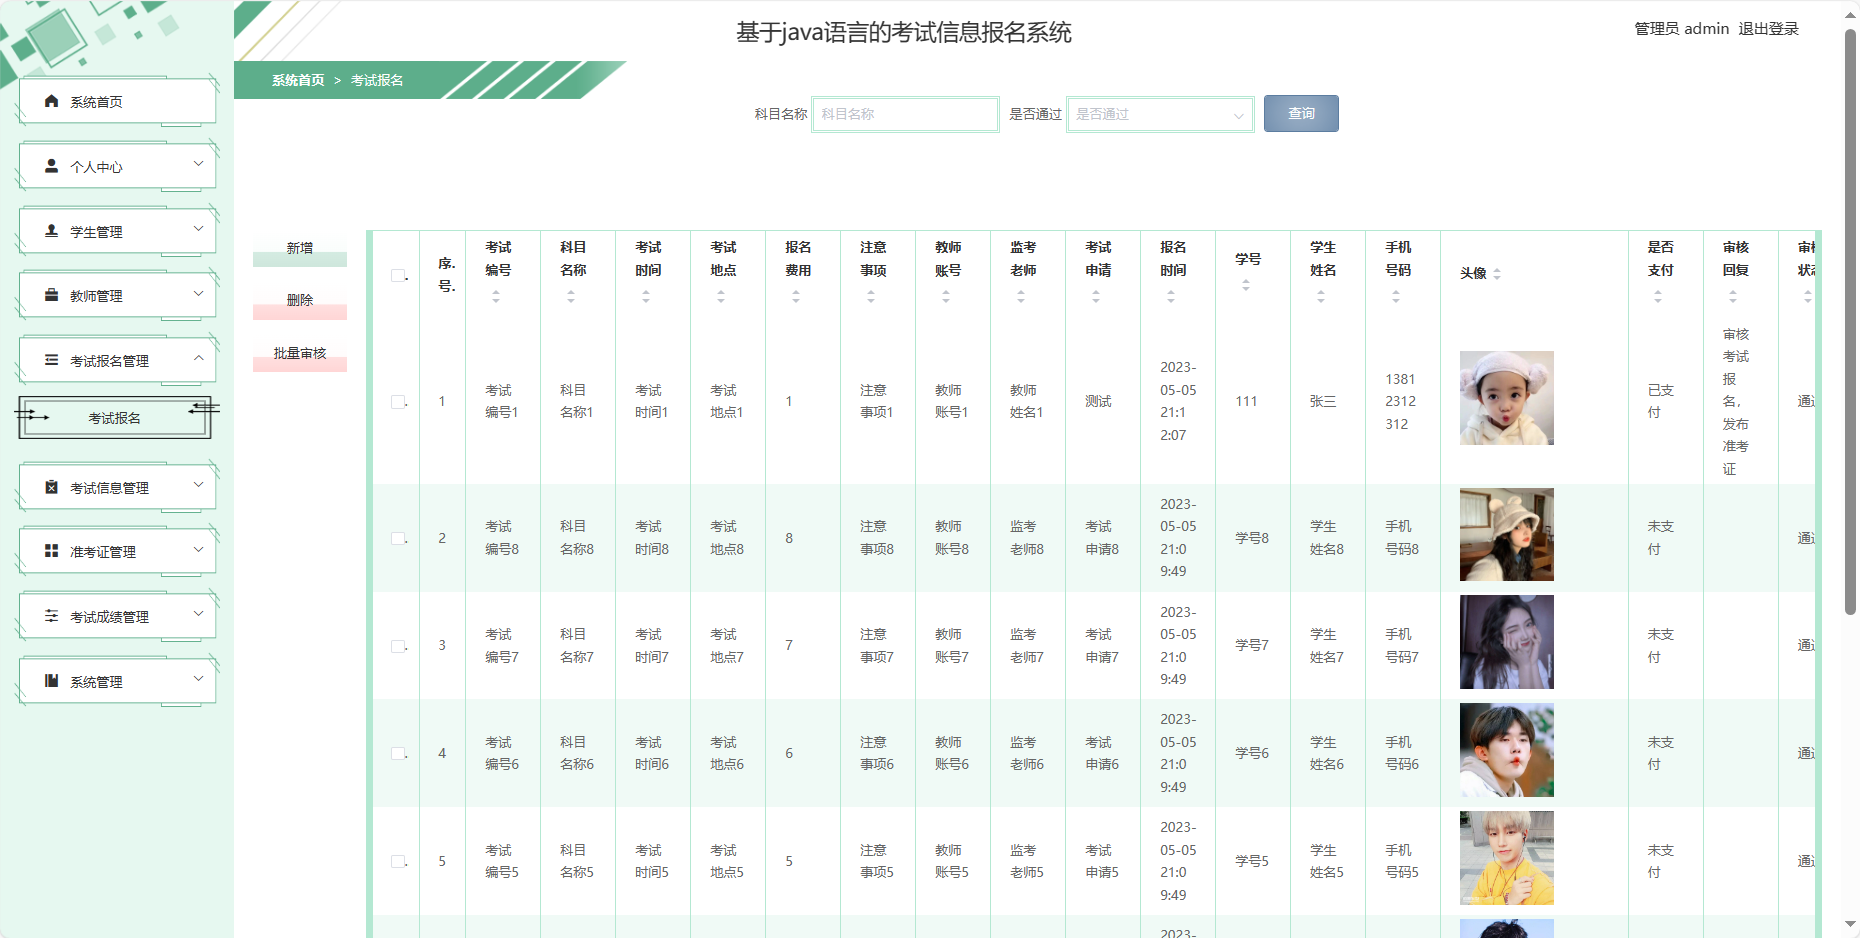 基于java语言的考试信息报名系统
管理员 admin 退出登录
系统首页 > 考试报名
科目名称 科目名称 是否通过 是否通过 查询
系统首页
个人中心
学生管理
教师管理
考试报名管理
考试报名
考试信息管理
准考证管理
考试成绩管理
系统管理
新增
删除
批量审核
序号 考试编号 科目名称 考试时间 考试地点 报名费用 注意事项 教师账号 监考老师 考试申请 报名时间 学号 学生姓名 手机号码 头像 是否支付 审核回复 审核状态
1 考试编号1 科目名称1 考试时间1 考试地点1 1 注意事项1 教师账号1 教师姓名1 测试 2023-05-05 21:12:07 111 张三 13812312312 已支付 审核考试报名，发布准考证 通过
2 考试编号8 科目名称8 考试时间8 考试地点8 8 注意事项8 教师账号8 监考老师8 考试申请8 2023-05-05 21:09:49 学号8 学生姓名8 手机号码8 未支付 通过
3 考试编号7 科目名称7 考试时间7 考试地点7 7 注意事项7 教师账号7 监考老师7 考试申请7 2023-05-05 21:09:49 学号7 学生姓名7 手机号码7 未支付 通过
4 考试编号6 科目名称6 考试时间6 考试地点6 6 注意事项6 教师账号6 监考老师6 考试申请6 2023-05-05 21:09:49 学号6 学生姓名6 手机号码6 未支付 通过
5 考试编号5 科目名称5 考试时间5 考试地点5 5 注意事项5 教师账号5 监考老师5 考试申请5 2023-05-05 21:09:49 学号5 学生姓名5 手机号码5 未支付 通过
2023-